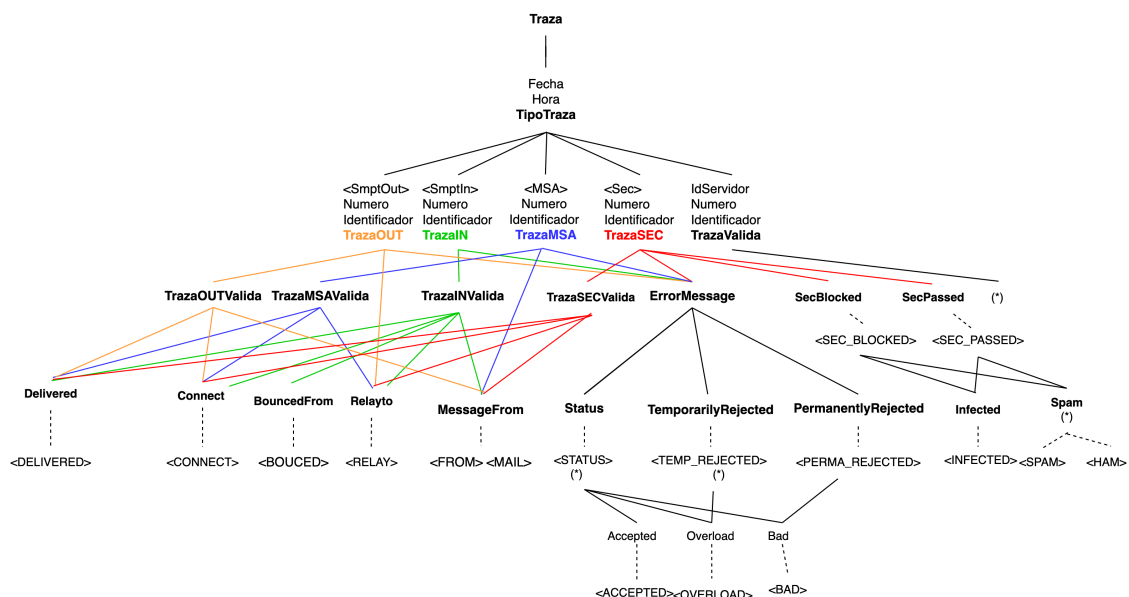 Traza
Fecha
Hora
TipoTraza
<SmptOut> <SmptIn> <MSA> <Sec> IdServidor
Numero Numero Numero Numero Numero
Identificador Identificador Identificador Identificador Identificador
TrazaOUT TrazaIN TrazaMSA TrazaSEC TrazaValida
TrazaOUTValida TrazaMSAValida TrazaINValida TrazaSECValida ErrorMessage SecBlocked SecPassed (*)
<SEC_BLOCKED> <SEC_PASSED>
Delivered Connect BouncedFrom Relayto MessageFrom Status TemporarilyRejected PermanentlyRejected Infected Spam
(*)
<DELIVERED> <CONNECT> <BOUCED> <RELAY> <FROM> <MAIL> <STATUS> <TEMP_REJECTED> <PERMA_REJECTED> <INFECTED> <SPAM> <HAM>
(*) (*)
Accepted Overload Bad
<ACCEPTED> <OVERLOAD> <BAD>